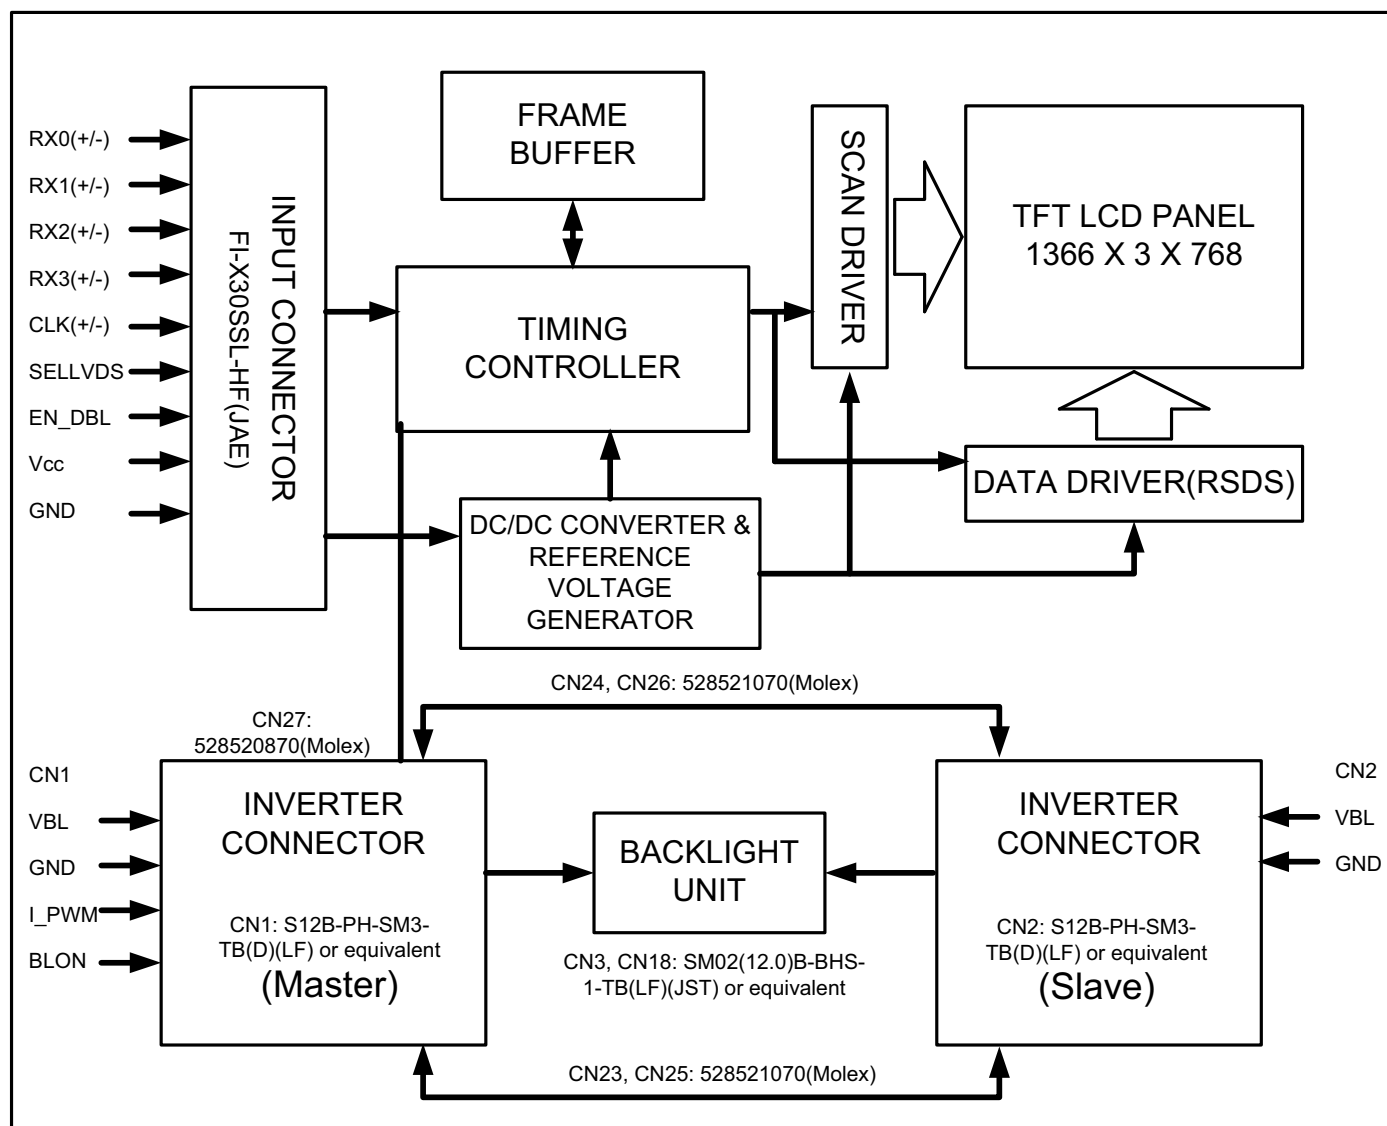 FRAME
BUFFER
SCAN DRIVER
TFT LCD PANEL
1366 X 3 X 768
RX0(+/-)
RX1(+/-)
RX2(+/-)
RX3(+/-)
CLK(+/-)
SELLVDS
EN_DBL
Vcc
GND
INPUT CONNECTOR
FI-X30SSL-HF(JAE)
TIMING
CONTROLLER
DATA DRIVER(RSDS)
DC/DC CONVERTER &
REFERENCE
VOLTAGE
GENERATOR
CN24, CN26: 528521070(Molex)
CN27:
528520870(Molex)
CN1
VBL
GND
I_PWM
BLON
INVERTER
CONNECTOR
CN1: S12B-PH-SM3-
TB(D)(LF) or equivalent
(Master)
BACKLIGHT
UNIT
CN3, CN18: SM02(12.0)B-BHS-
1-TB(LF)(JST) or equivalent
INVERTER
CONNECTOR
CN2: S12B-PH-SM3-
TB(D)(LF) or equivalent
(Slave)
CN2
VBL
GND
CN23, CN25: 528521070(Molex)